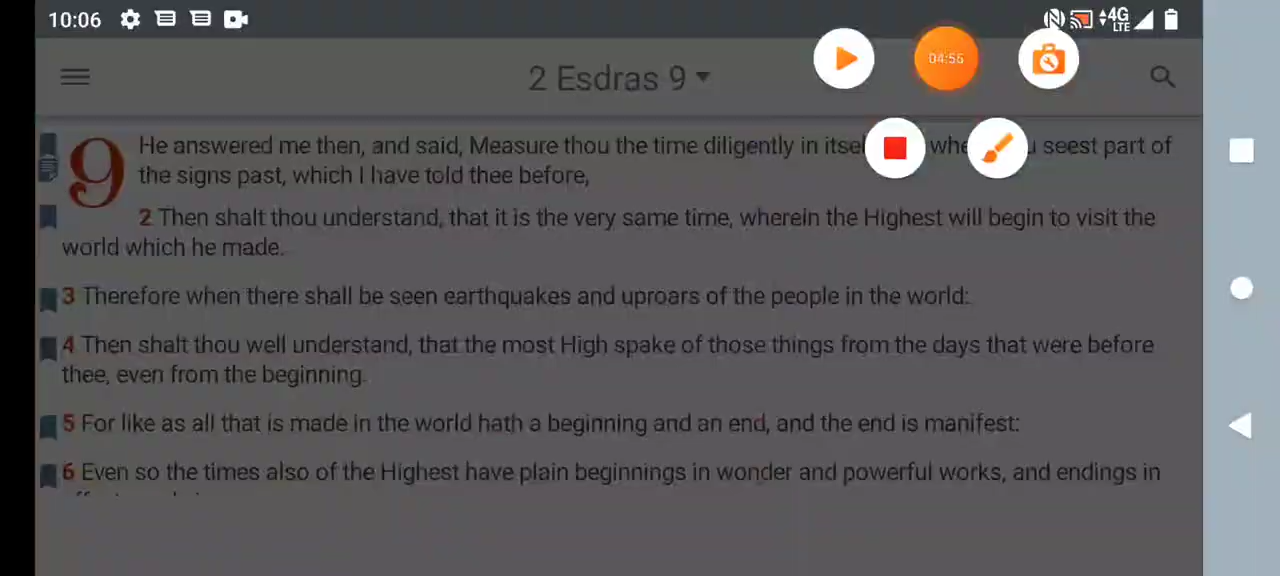 10:06
4G
LTE
2 Esdras 9
04:55
9 He answered me then, and said, Measure thou the time diligently in seest part of
the signs past, which I have told thee before,
2 Then shalt thou understand, that it is the very same time, wherein the Highest will begin to visit the
world which he made.
3 Therefore when there shall be seen earthquakes and uproars of the people in the world:
4 Then shalt thou well understand, that the most High spake of those things from the days that were before
thee, even from the beginning.
5 For like as all that is made in the world hath a beginning and an end, and the end is manifest:
6 Even so the times also of the Highest have plain beginnings in wonder and powerful works, and endings in